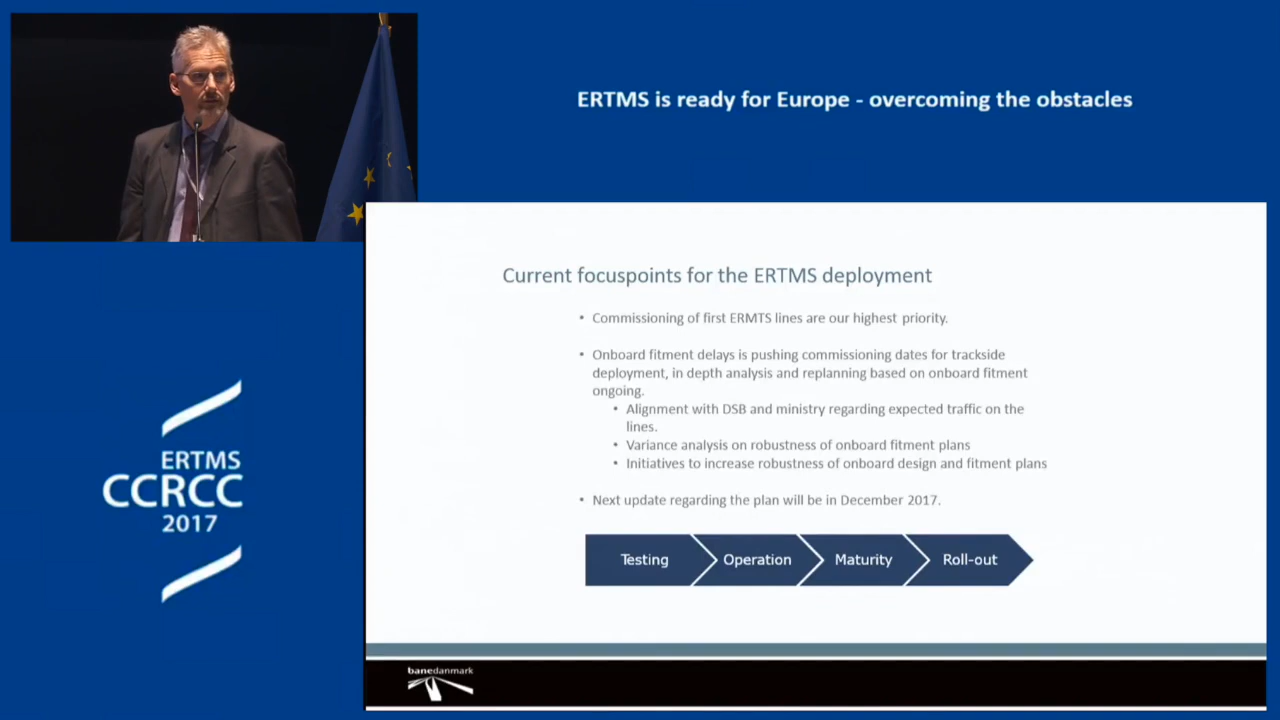 ERTMS is ready for Europe - overcoming the obstacles
Current focuspoints for the ERTMS deployment
• Commissioning of first ERMTS lines are our highest priority.
• Onboard fitment delays is pushing commissioning dates for trackside
deployment, in depth analysis and replanning based on onboard fitment
ongoing.
• Alignment with DSB and ministry regarding expected traffic on the
lines.
• Variance analysis on robustness of onboard fitment plans
• Initiatives to increase robustness of onboard design and fitment plans
• Next update regarding the plan will be in December 2017.
Testing
Operation
Maturity
Roll-out
ERTMS
CCRCC
2017
banedanmark